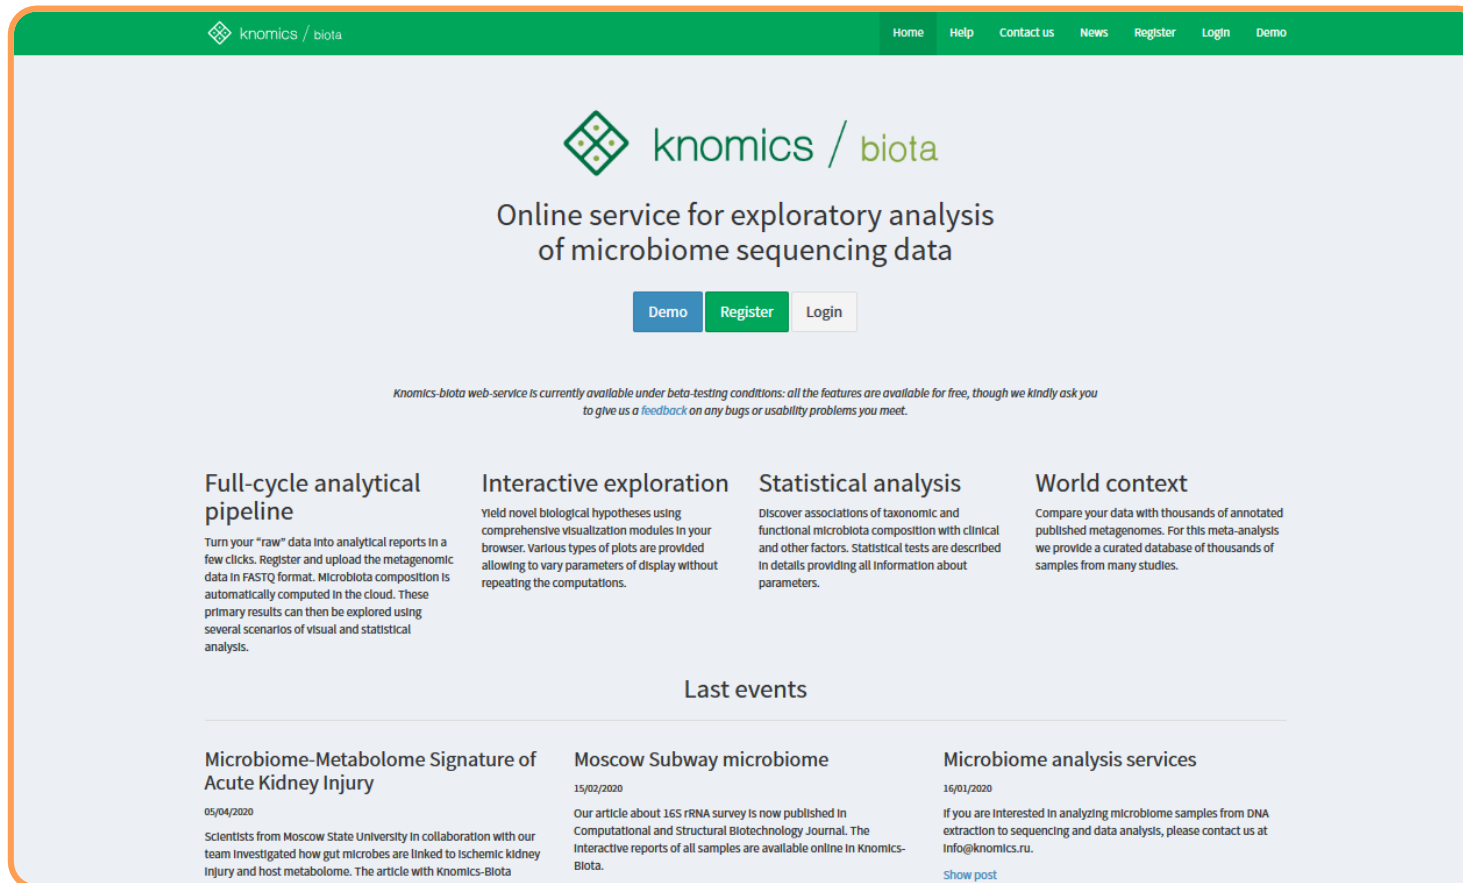 knomics / biota
Home Help Contact us News Register Login Demo
knomics / biota
Online service for exploratory analysis
of microbiome sequencing data
Demo Register Login
Knomics-biota web-service is currently available under beta-testing conditions: all the features are available for free, though we kindly ask you
to give us a feedback on any bugs or usability problems you meet.
Full-cycle analytical
pipeline
Turn your "raw" data into analytical reports in a
few clicks. Register and upload the metagenomic
data in FASTQ format. Microbiota composition is
automatically computed in the cloud. These
primary results can then be explored using
several scenarios of visual and statistical
analysis.
Interactive exploration
Yield novel biological hypotheses using
comprehensive visualization modules in your
browser. Various types of plots are provided
allowing to vary parameters of display without
repeating the computations.
Statistical analysis
Discover associations of taxonomic and
functional microbiota composition with clinical
and other factors. Statistical tests are described
in details providing all information about
parameters.
World context
Compare your data with thousands of annotated
published metagenomes. For this meta-analysis
we provide a curated database of thousands of
samples from many studies.
Last events
Microbiome-Metabolome Signature of
Acute Kidney Injury
05/04/2020
Scientists from Moscow State University in collaboration with our
team investigated how gut microbes are linked to ischemic kidney
injury and host metabolome. The article with Knomics-Biota
Moscow Subway microbiome
15/02/2020
Our article about 16S rRNA survey is now published in
Computational and Structural Biotechnology Journal. The
interactive reports of all samples are available online in Knomics-
Biota.
Microbiome analysis services
16/01/2020
If you are interested in analyzing microbiome samples from DNA
extraction to sequencing and data analysis, please contact us at
info@knomics.ru.
Show post